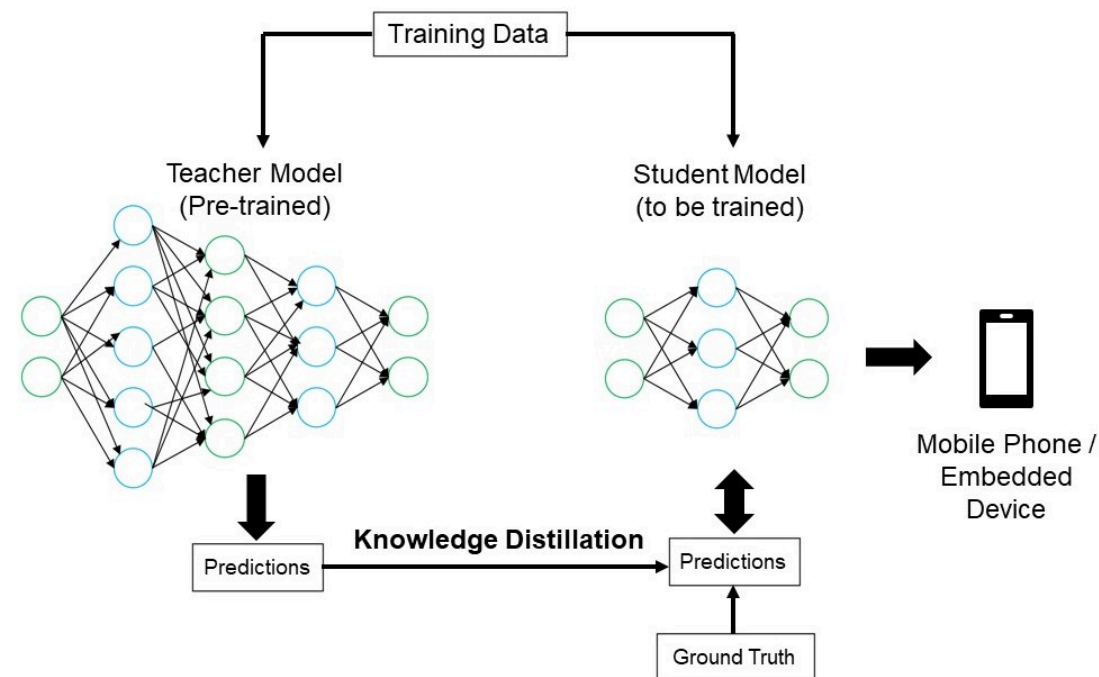 Training Data
Teacher Model
(Pre-trained)
Student Model
(to be trained)
Mobile Phone /
Embedded
Device
Knowledge Distillation
Predictions
Predictions
Ground Truth